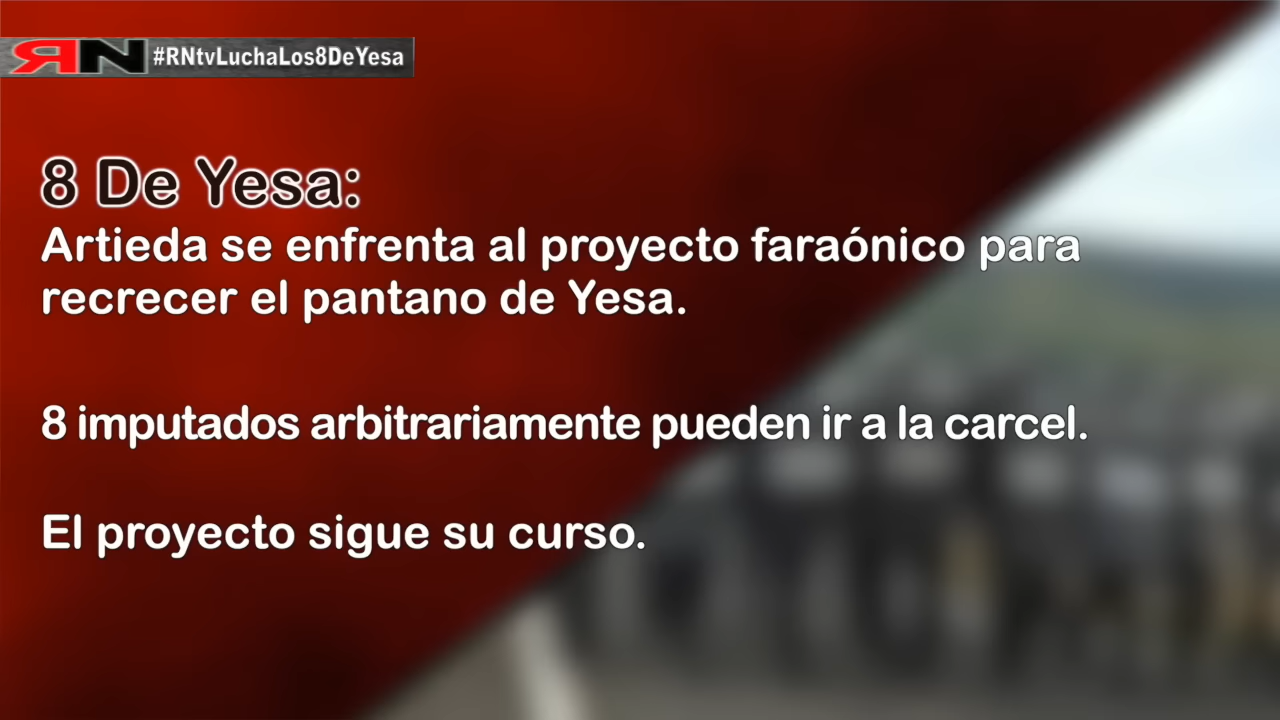 RN #RNtvLuchaLos8DeYesa
8 De Yesa:
Artieda se enfrenta al proyecto faraónico para
recrecer el pantano de Yesa.
8 imputados arbitrariamente pueden ir a la carcel.
El proyecto sigue su curso.